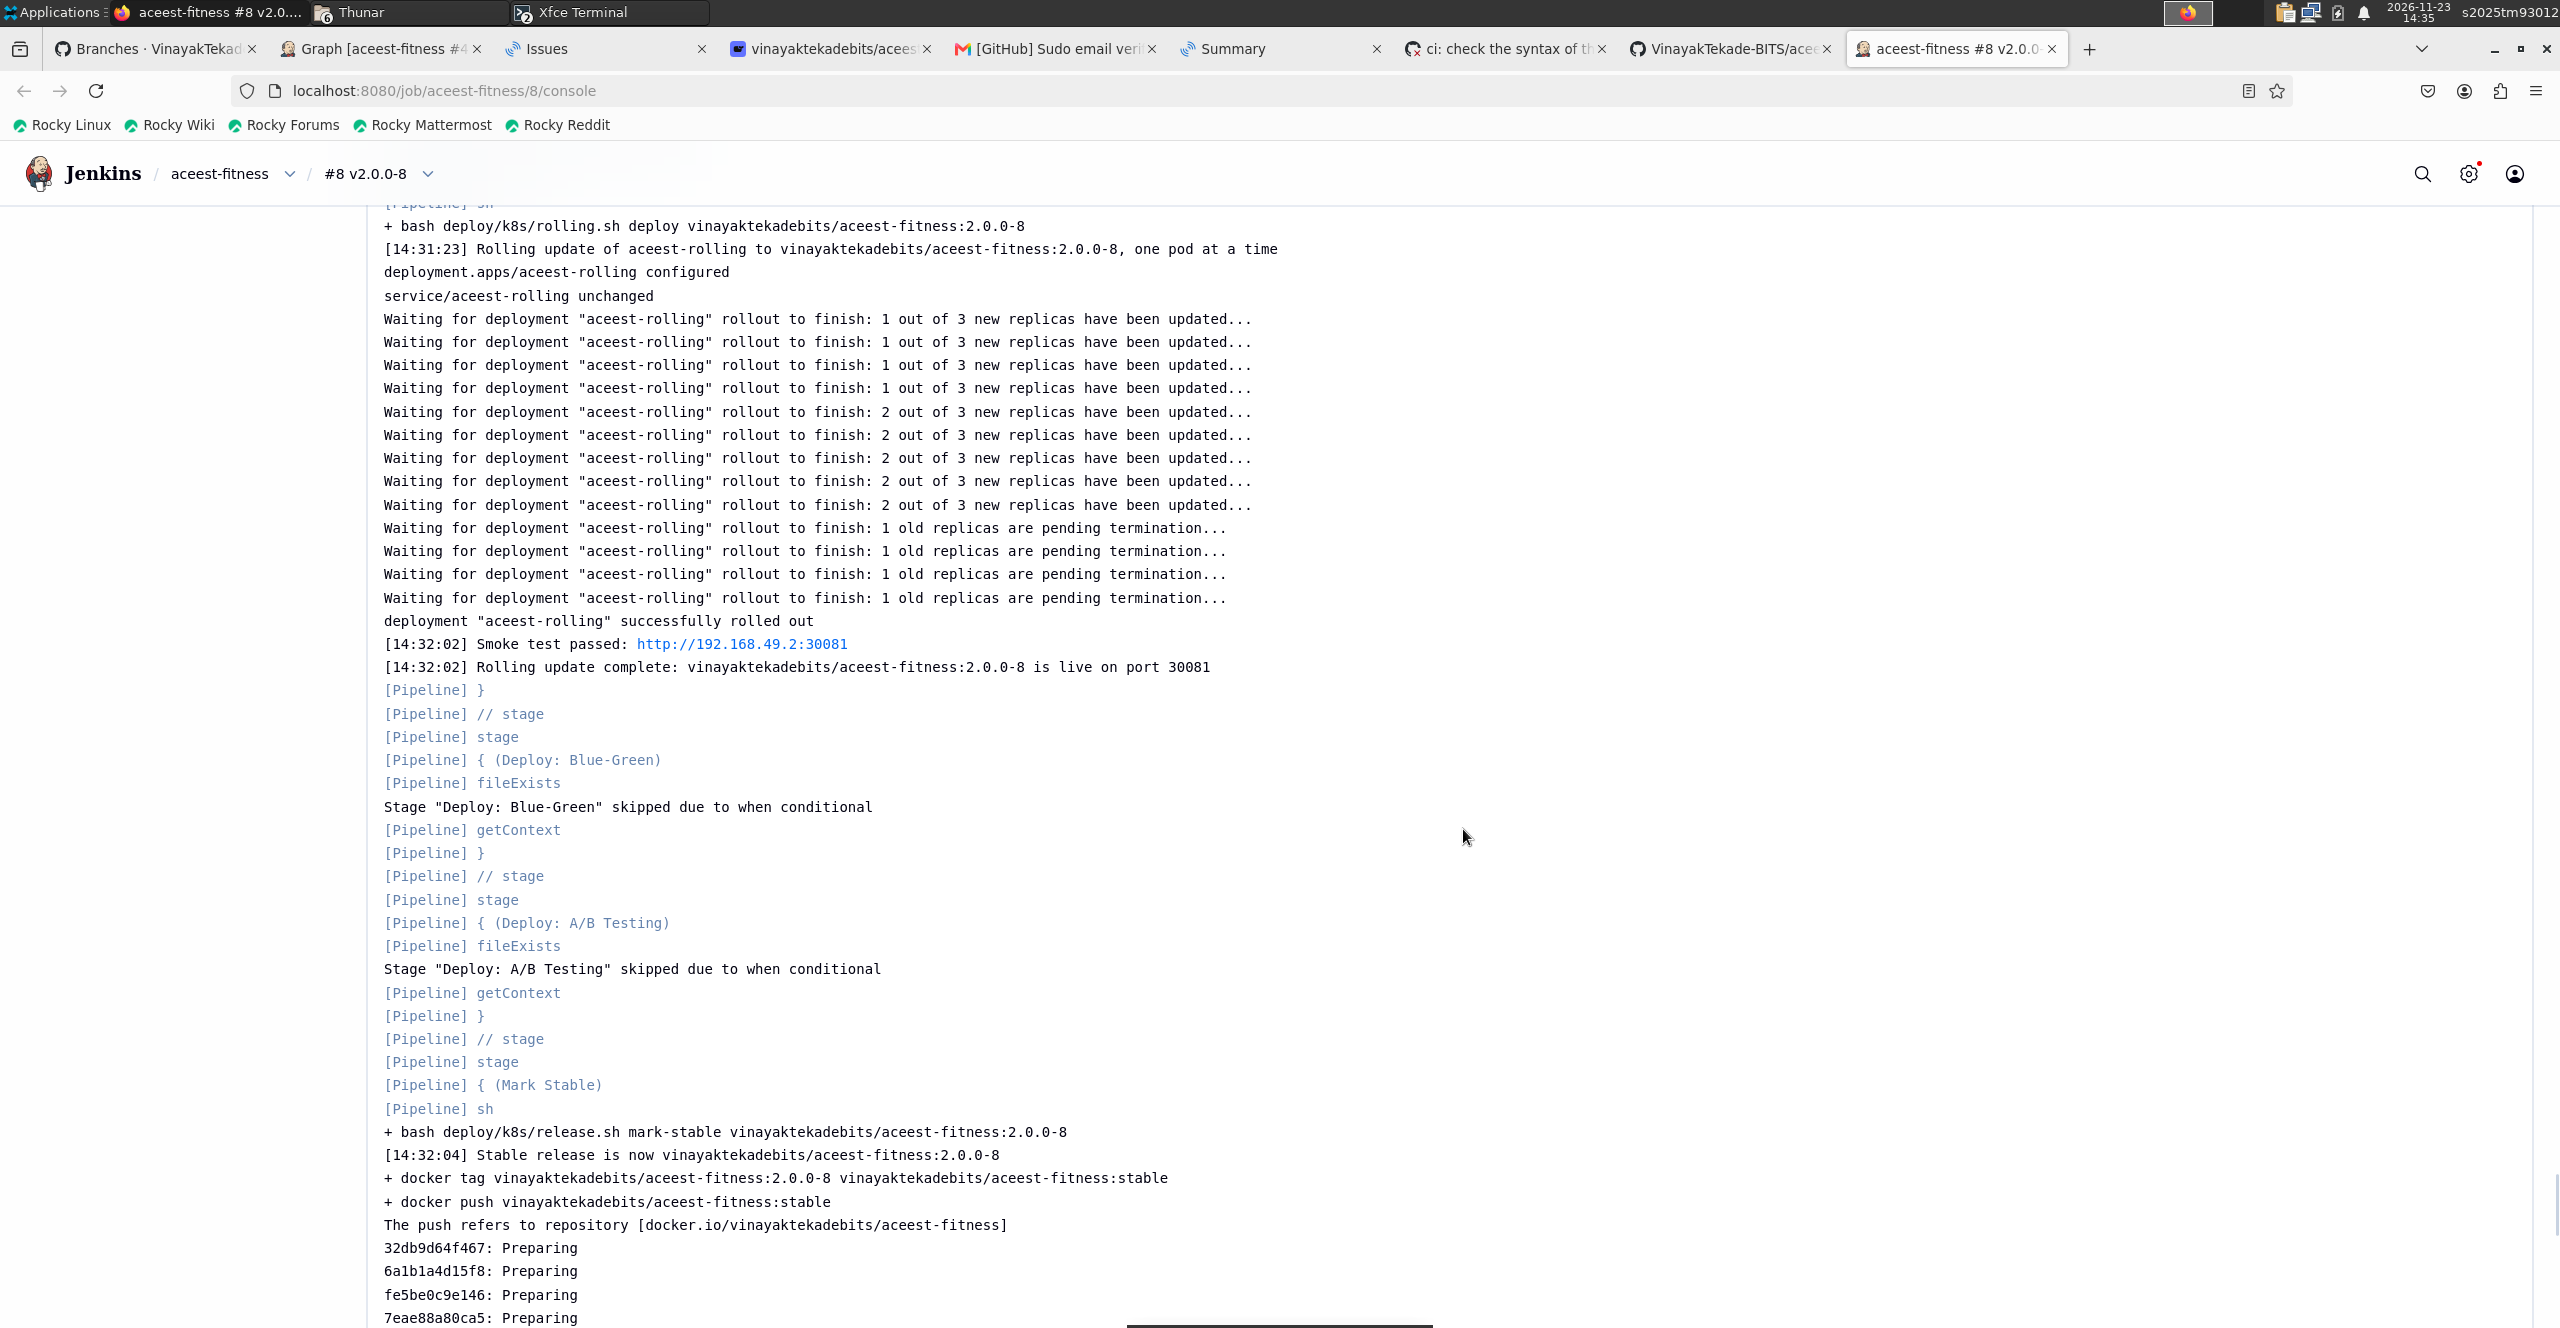 Applications
aceest-fitness #8 v2.0....
6 Thunar
2 Xfce Terminal
2026-11-23
14:35
s2025tm93012
Branches · VinayakTekad
Graph [aceest-fitness #4
Issues
vinayaktekadebits/acees
[GitHub] Sudo email veri
Summary
ci: check the syntax of th
VinayakTekade-BITS/acee
aceest-fitness #8 v2.0.0-
localhost:8080/job/aceest-fitness/8/console
Rocky Linux
Rocky Wiki
Rocky Forums
Rocky Mattermost
Rocky Reddit
Jenkins / aceest-fitness / #8 v2.0.0-8
[Pipeline] sh
+ bash deploy/k8s/rolling.sh deploy vinayaktekadebits/aceest-fitness:2.0.0-8
[14:31:23] Rolling update of aceest-rolling to vinayaktekadebits/aceest-fitness:2.0.0-8, one pod at a time
deployment.apps/aceest-rolling configured
service/aceest-rolling unchanged
Waiting for deployment "aceest-rolling" rollout to finish: 1 out of 3 new replicas have been updated...
Waiting for deployment "aceest-rolling" rollout to finish: 1 out of 3 new replicas have been updated...
Waiting for deployment "aceest-rolling" rollout to finish: 1 out of 3 new replicas have been updated...
Waiting for deployment "aceest-rolling" rollout to finish: 1 out of 3 new replicas have been updated...
Waiting for deployment "aceest-rolling" rollout to finish: 2 out of 3 new replicas have been updated...
Waiting for deployment "aceest-rolling" rollout to finish: 2 out of 3 new replicas have been updated...
Waiting for deployment "aceest-rolling" rollout to finish: 2 out of 3 new replicas have been updated...
Waiting for deployment "aceest-rolling" rollout to finish: 2 out of 3 new replicas have been updated...
Waiting for deployment "aceest-rolling" rollout to finish: 2 out of 3 new replicas have been updated...
Waiting for deployment "aceest-rolling" rollout to finish: 1 old replicas are pending termination...
Waiting for deployment "aceest-rolling" rollout to finish: 1 old replicas are pending termination...
Waiting for deployment "aceest-rolling" rollout to finish: 1 old replicas are pending termination...
Waiting for deployment "aceest-rolling" rollout to finish: 1 old replicas are pending termination...
deployment "aceest-rolling" successfully rolled out
[14:32:02] Smoke test passed: http://192.168.49.2:30081
[14:32:02] Rolling update complete: vinayaktekadebits/aceest-fitness:2.0.0-8 is live on port 30081
[Pipeline] }
[Pipeline] // stage
[Pipeline] stage
[Pipeline] { (Deploy: Blue-Green)
[Pipeline] fileExists
Stage "Deploy: Blue-Green" skipped due to when conditional
[Pipeline] getContext
[Pipeline] }
[Pipeline] // stage
[Pipeline] stage
[Pipeline] { (Deploy: A/B Testing)
[Pipeline] fileExists
Stage "Deploy: A/B Testing" skipped due to when conditional
[Pipeline] getContext
[Pipeline] }
[Pipeline] // stage
[Pipeline] stage
[Pipeline] { (Mark Stable)
[Pipeline] sh
+ bash deploy/k8s/release.sh mark-stable vinayaktekadebits/aceest-fitness:2.0.0-8
[14:32:04] Stable release is now vinayaktekadebits/aceest-fitness:2.0.0-8
+ docker tag vinayaktekadebits/aceest-fitness:2.0.0-8 vinayaktekadebits/aceest-fitness:stable
+ docker push vinayaktekadebits/aceest-fitness:stable
The push refers to repository [docker.io/vinayaktekadebits/aceest-fitness]
32db9d64f467: Preparing
6a1b1a4d15f8: Preparing
fe5be0c9e146: Preparing
7eae88a80ca5: Preparing